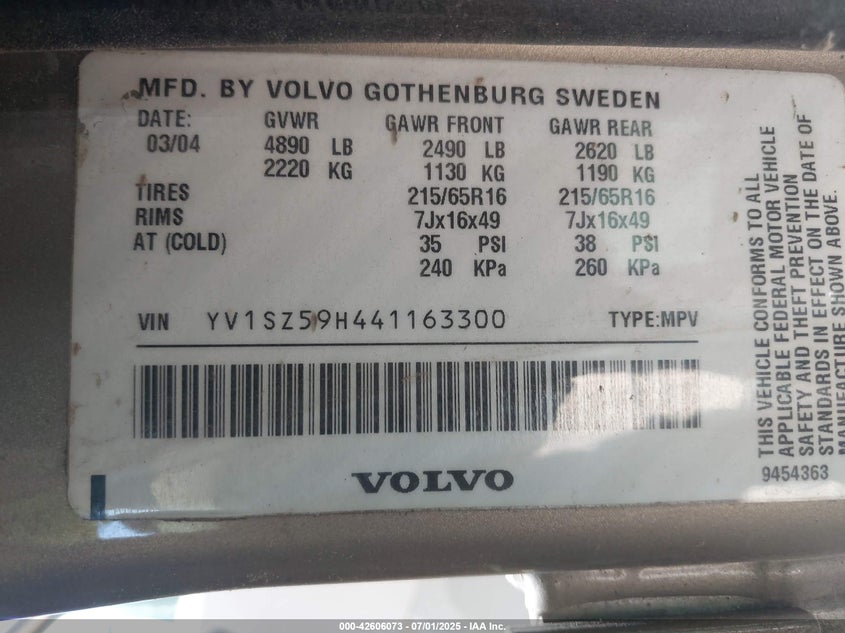 MFD. BY VOLVO GOTHENBURG SWEDEN
DATE: GVWR GAWR FRONT GAWR REAR
03/04 4890 LB 2490 LB 2620 LB
2220 KG 1130 KG 1190 KG
TIRES 215/65R16 215/65R16
RIMS 7Jx16x49 7Jx16x49
AT (COLD) 35 PSI 38 PSI
240 KPa 260 KPa
VIN YV1SZ59H441163300 TYPE:MPV
VOLVO
THIS VEHICLE CONFORMS TO ALL
APPLICABLE FEDERAL MOTOR VEHICLE
SAFETY AND THEFT PREVENTION
STANDARDS IN EFFECT ON THE DATE OF
MANUFACTURE SHOWN ABOVE.
9454363
000-42606073 - 07/01/2025 - IAA Inc.